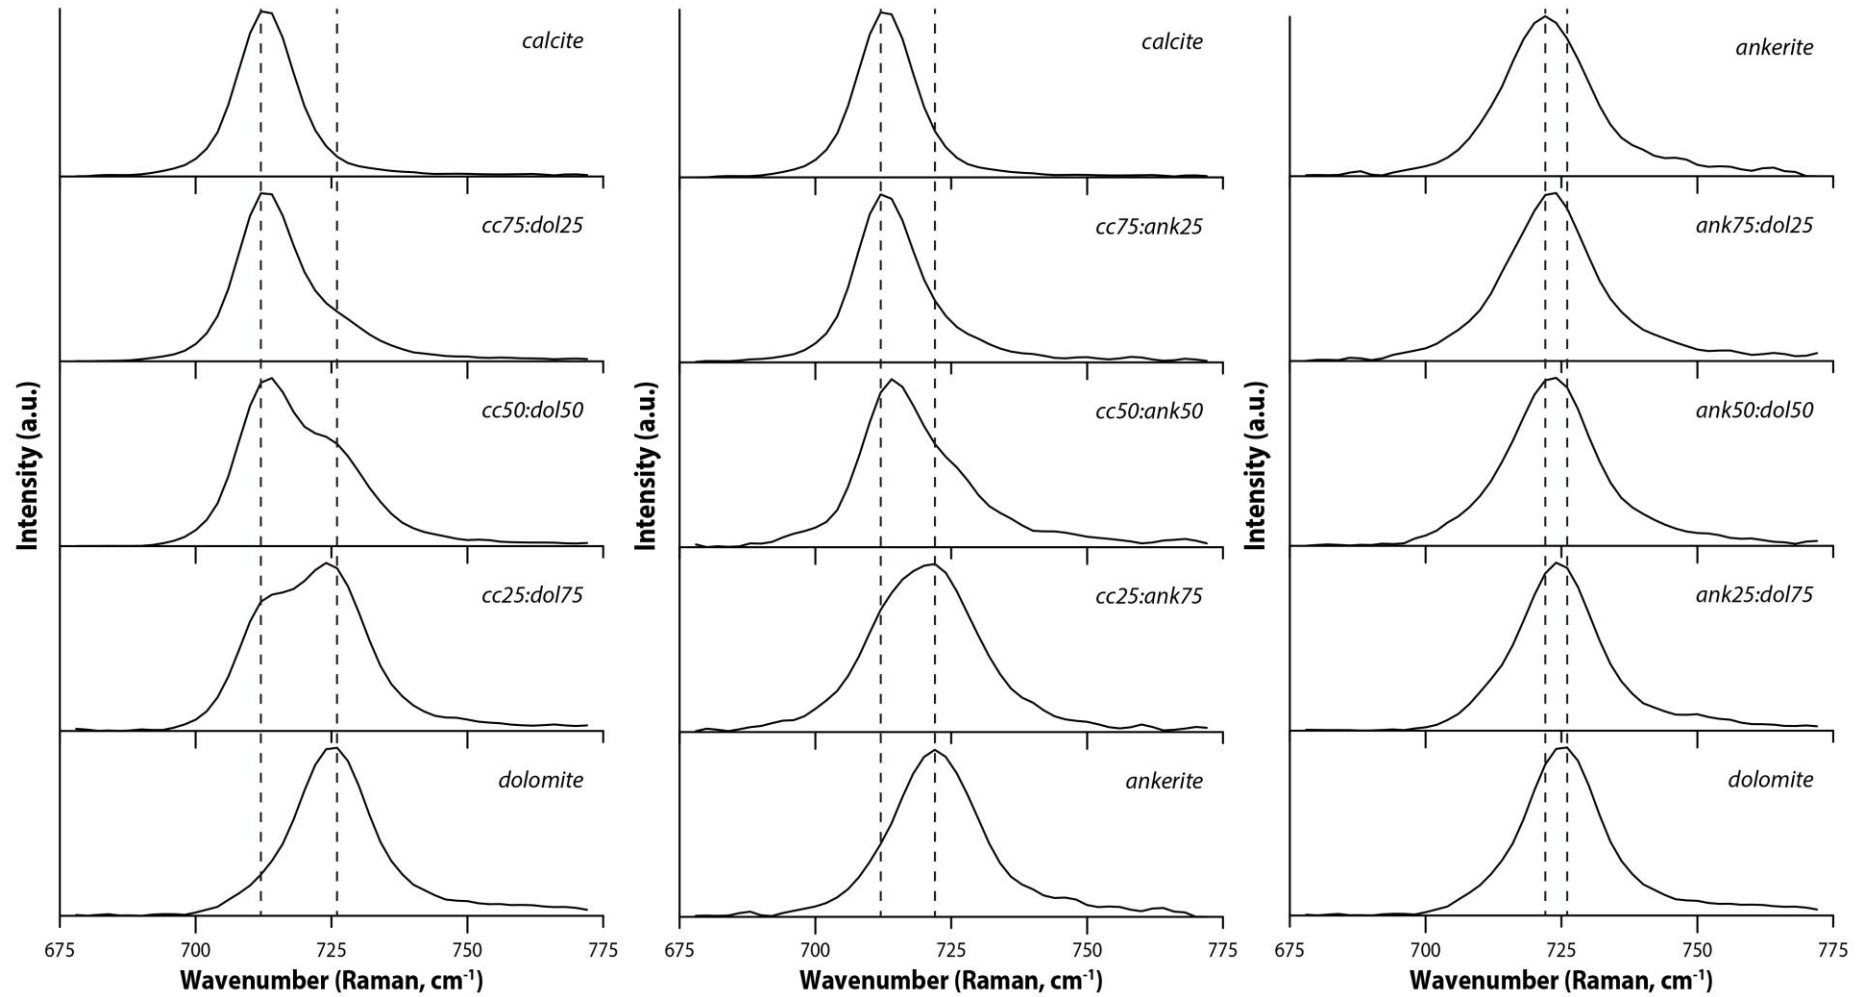 calcite
cc75:dol25
cc50:dol50
cc25:dol75
dolomite
Intensity (a.u.)
675 700 725 750 775
Wavenumber (Raman, cm⁻¹)
calcite
cc75:ank25
cc50:ank50
cc25:ank75
ankerite
Intensity (a.u.)
675 700 725 750 775
Wavenumber (Raman, cm⁻¹)
ankerite
ank75:dol25
ank50:dol50
ank25:dol75
dolomite
Intensity (a.u.)
675 700 725 750 775
Wavenumber (Raman, cm⁻¹)